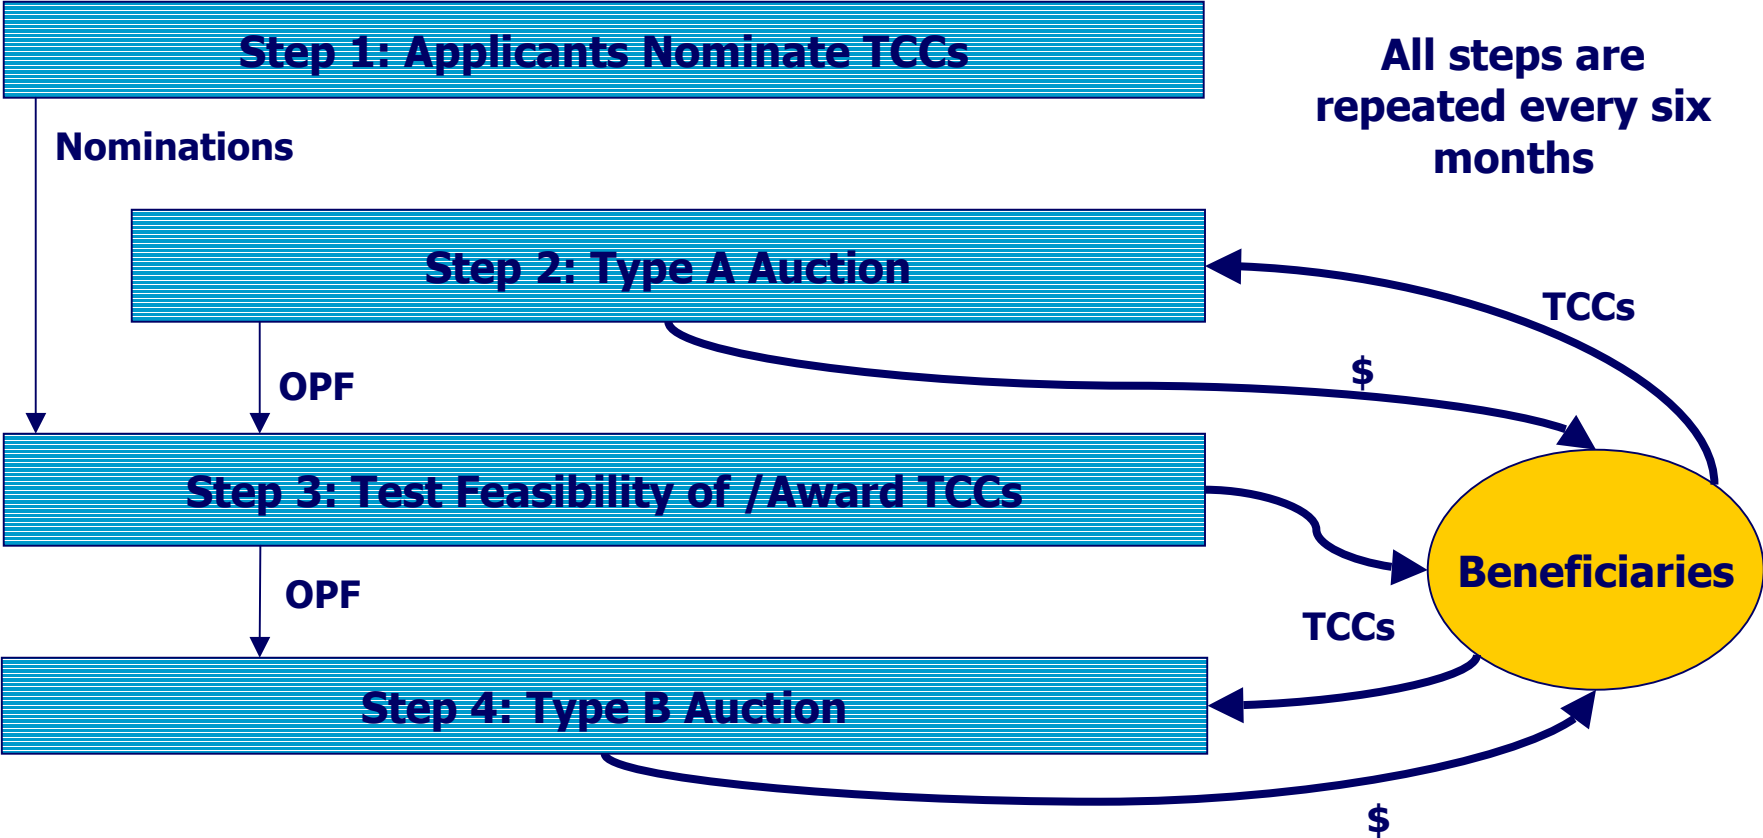 Step 1: Applicants Nominate TCCs
All steps are
repeated every six
months
Nominations
Step 2: Type A Auction
TCCs
$
OPF
Step 3: Test Feasibility of /Award TCCs
Beneficiaries
OPF
TCCs
Step 4: Type B Auction
$